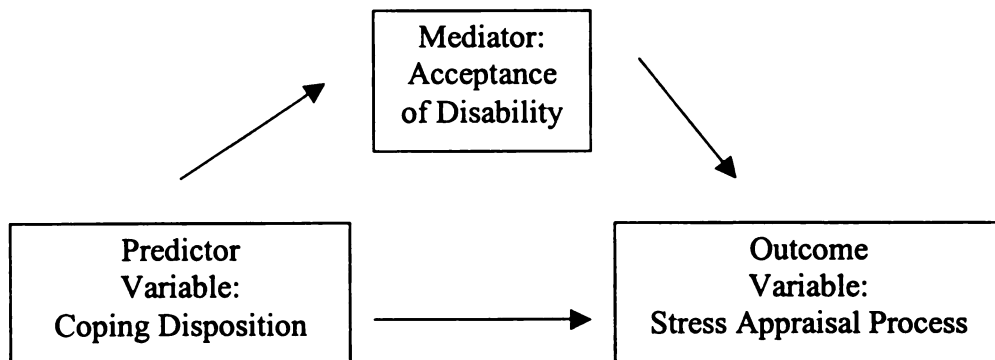 Mediator:
Acceptance
of Disability
Predictor
Variable:
Coping Disposition
Outcome
Variable:
Stress Appraisal Process